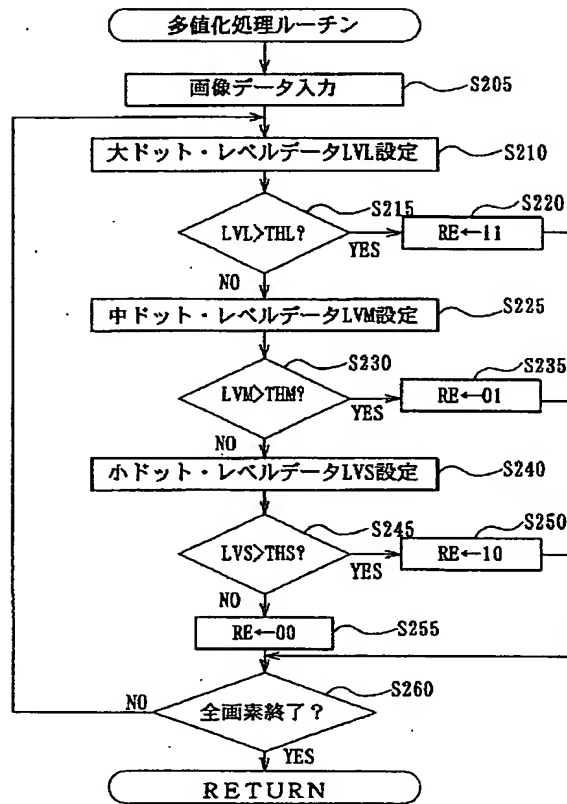 多値化処理ルーチン
画像データ入力
S205
大ドット・レベルデータLVL設定
S210
LVL>THL?
S215
YES
RE←11
S220
NO
中ドット・レベルデータLVM設定
S225
LVM>THM?
S230
YES
RE←01
S235
NO
小ドット・レベルデータLVS設定
S240
LVS>THS?
S245
YES
RE←10
S250
NO
RE←00
S255
全画素終了?
S260
NO
YES
RETURN